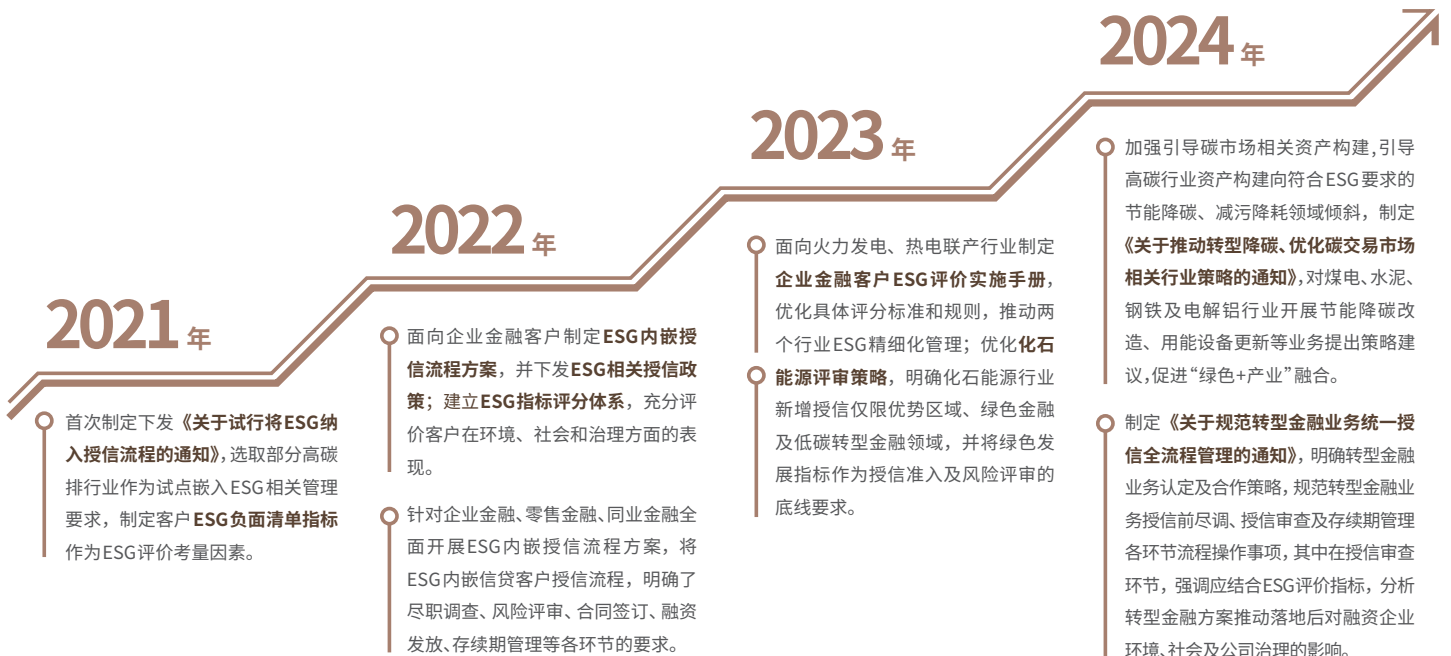 2021 年
首次制定下发《关于试行将ESG纳
入授信流程的通知》，选取部分高碳
排行业作为试点嵌入ESG相关管理
要求，制定客户ESG负面清单指标
作为ESG评价考量因素。
2022 年
面向企业金融客户制定ESG内嵌授
信流程方案，并下发ESG相关授信政
策；建立ESG指标评分体系，充分评
价客户在环境、社会和治理方面的表
现。
针对企业金融、零售金融、同业金融全
面开展ESG内嵌授信流程方案，将
ESG内嵌信贷客户授信流程，明确了
尽职调查、风险评审、合同签订、融资
发放、存续期管理等各环节的要求。
2023 年
面向火力发电、热电联产行业制定
企业金融客户ESG评价实施手册，
优化具体评分标准和规则，推动两
个行业ESG精细化管理；优化化石
能源评审策略，明确化石能源行业
新增授信仅限优势区域、绿色金融
及低碳转型金融领域，并将绿色发
展指标作为授信准入及风险评审的
底线要求。
2024 年
加强引导碳市场相关资产构建,引导
高碳行业资产构建向符合ESG要求的
节能降碳、减污降耗领域倾斜，制定
《关于推动转型降碳、优化碳交易市场
相关行业策略的通知》，对煤电、水泥、
钢铁及电解铝行业开展节能降碳改
造、用能设备更新等业务提出策略建
议,促进“绿色+产业”融合。
制定《关于规范转型金融业务统一授
信全流程管理的通知》，明确转型金融
业务认定及合作策略，规范转型金融业
务授信前尽调、授信审查及存续期管理
各环节流程操作事项，其中在授信审查
环节，强调应结合ESG评价指标，分析
转型金融方案推动落地后对融资企业
环境、社会及公司治理的影响。